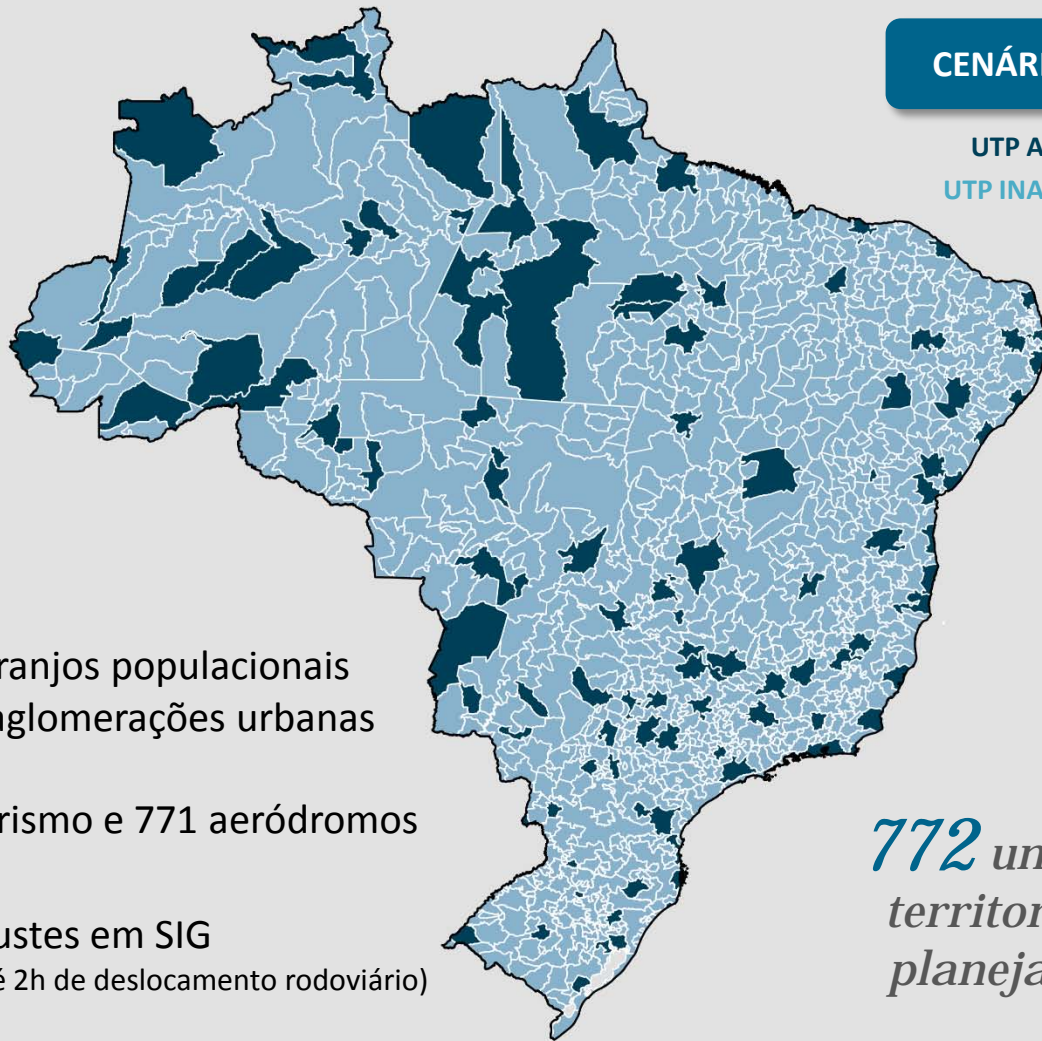 CENÁRI
UTP A
UTP INA
ranjos populacionais
aglomerações urbanas
rismo e 771 aeródromos
ustes em SIG
é 2h de deslocamento rodoviário)
772 un
territor
planeja